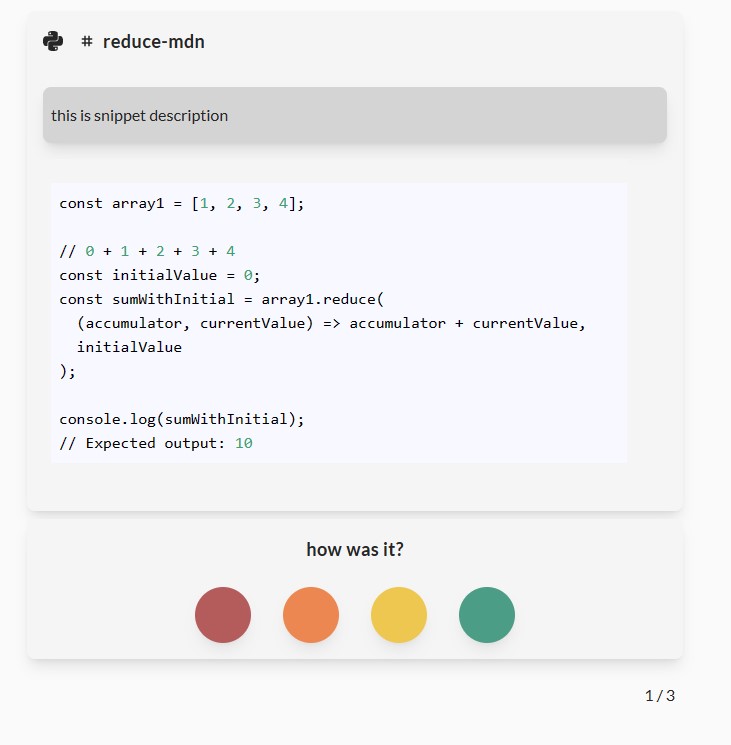 # reduce-mdn
this is snippet description
const array1 = [1, 2, 3, 4];
// 0 + 1 + 2 + 3 + 4
const initialValue = 0;
const sumWithInitial = array1.reduce(
  (accumulator, currentValue) => accumulator + currentValue,
  initialValue
);
console.log(sumWithInitial);
// Expected output: 10
how was it?
1 / 3